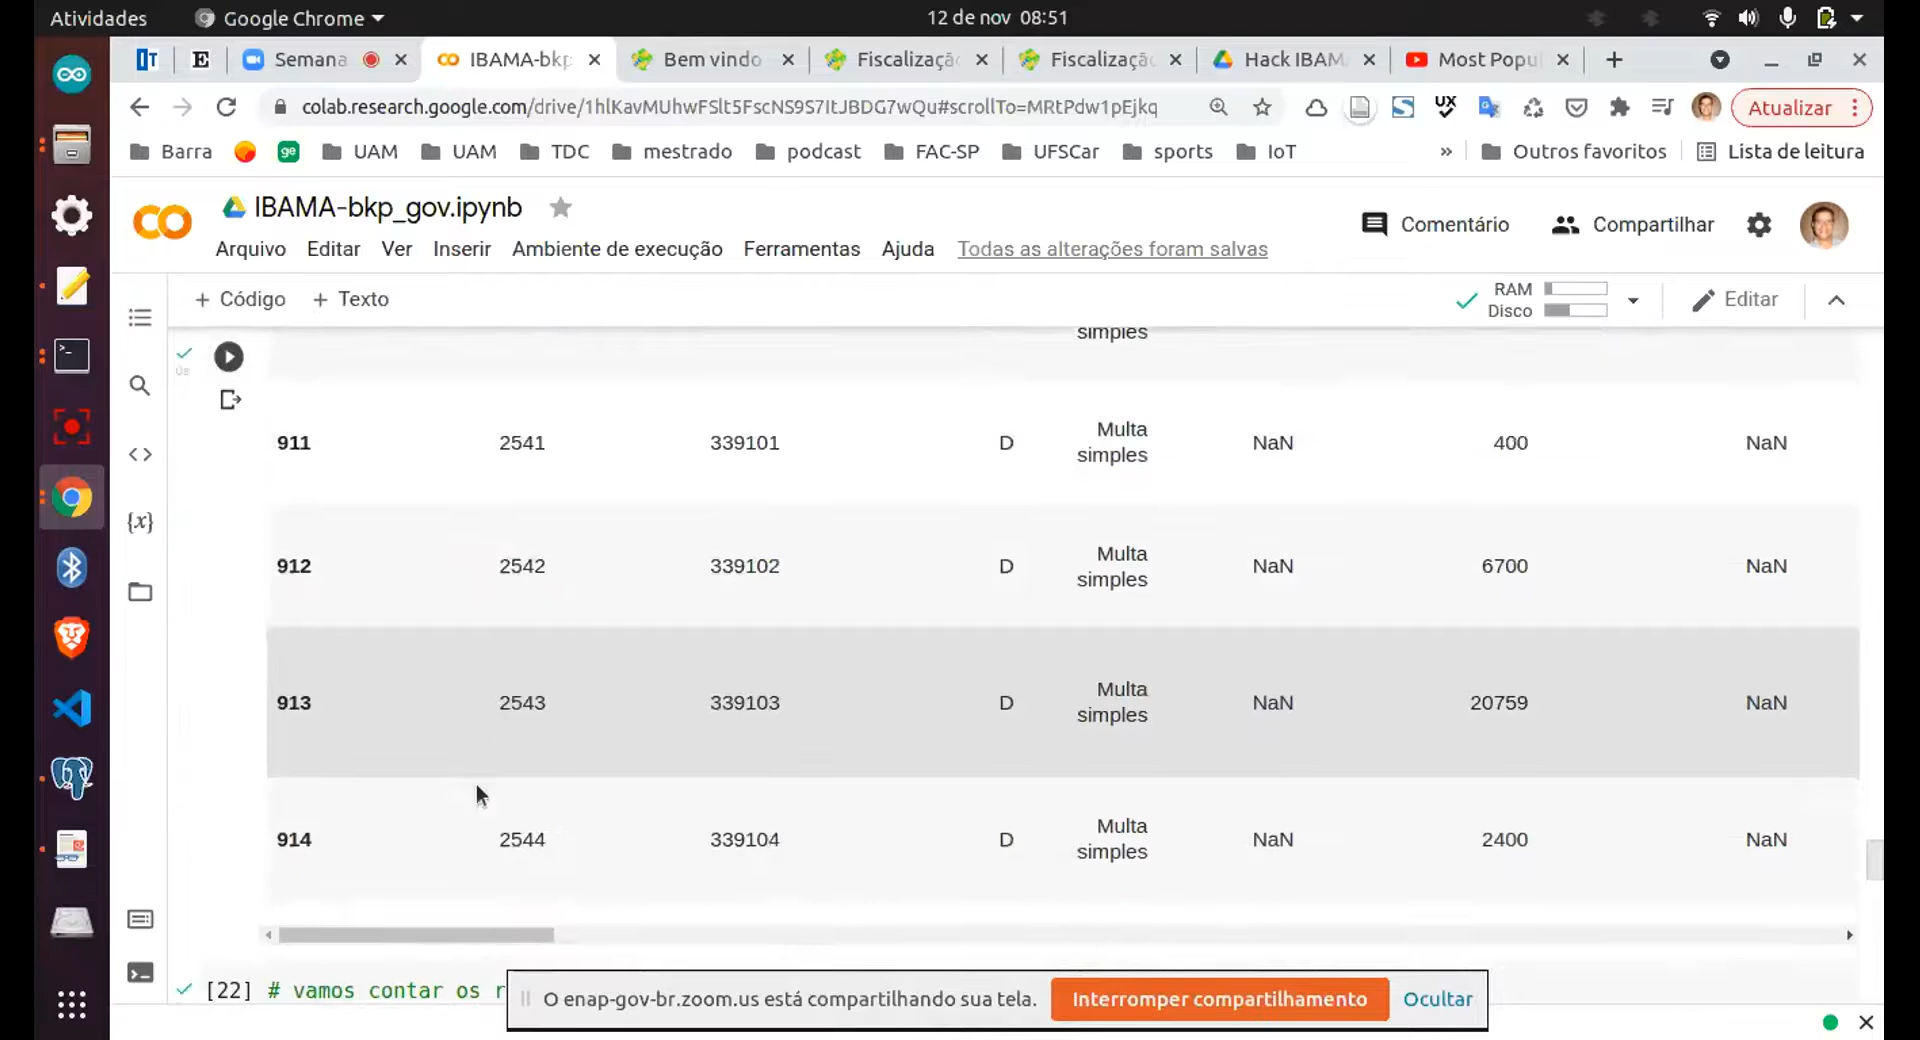 Atividades Google Chrome 12 de nov 08:51
IT E Semana IBAMA-bkp Bem vindo Fiscalizaçã Fiscalizaçã Hack IBAM Most Popu
colab.research.google.com/drive/1hlKavMUhwFSlt5FscNS9S7ItJBDG7wQu#scrollTo=MRtPdw1pEjkq UX Atualizar
Barra ge UAM UAM TDC mestrado podcast FAC-SP UFSCar sports IoT » Outros favoritos Lista de leitura
IBAMA-bkp_gov.ipynb
Comentário Compartilhar
Arquivo Editar Ver Inserir Ambiente de execução Ferramentas Ajuda Todas as alterações foram salvas
+ Código + Texto RAM Disco Editar
simples
0s
911 2541 339101 D Multa simples NaN 400 NaN
912 2542 339102 D Multa simples NaN 6700 NaN
913 2543 339103 D Multa simples NaN 20759 NaN
914 2544 339104 D Multa simples NaN 2400 NaN
[22] # vamos contar os r
O enap-gov-br.zoom.us está compartilhando sua tela. Interromper compartilhamento Ocultar